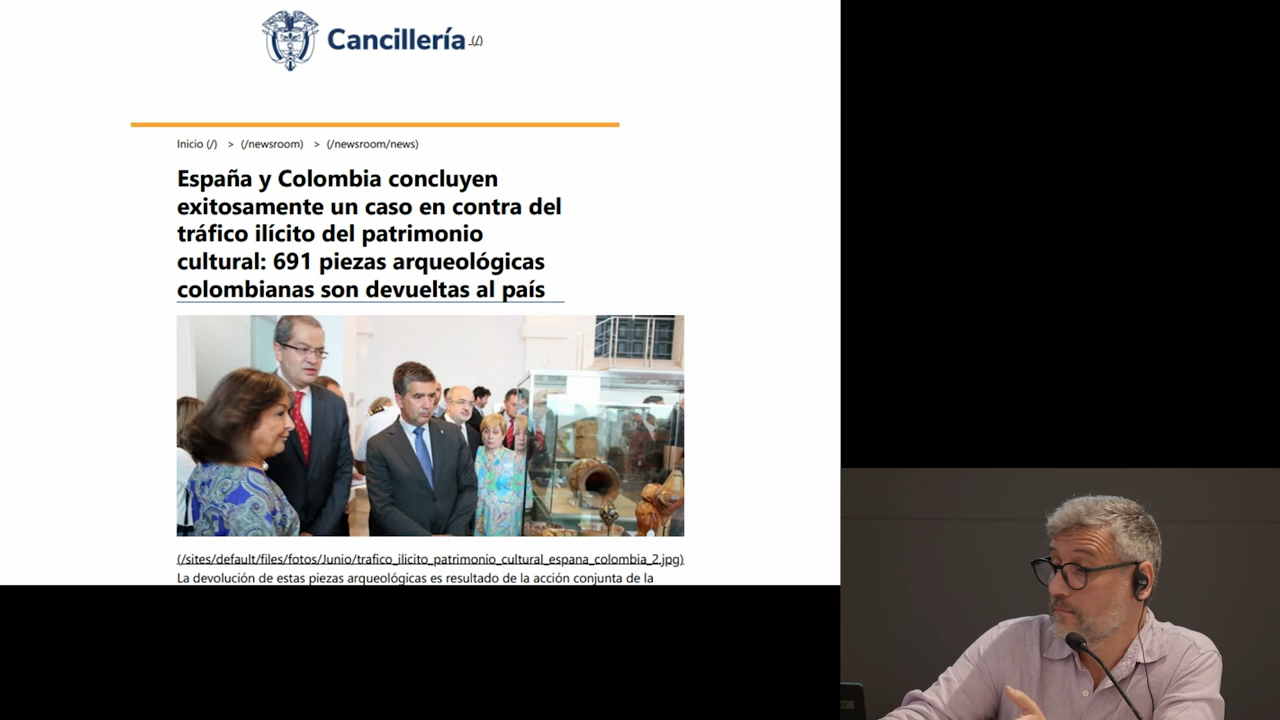 Cancillería (/)
Inicio (/) > (/newsroom) > (/newsroom/news)
España y Colombia concluyen
exitosamente un caso en contra del
tráfico ilícito del patrimonio
cultural: 691 piezas arqueológicas
colombianas son devueltas al país
(/sites/default/files/fotos/Junio/trafico_ilicito_patrimonio_cultural_espana_colombia_2.jpg)
La devolución de estas piezas arqueológicas es resultado de la acción conjunta de la